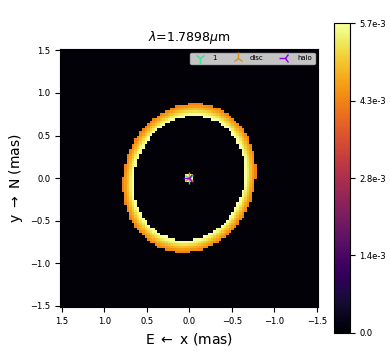 λ=1.7898μm
1 disc halo
1.5
1.0
0.5
0.0
−0.5
−1.0
−1.5
1.5 1.0 0.5 0.0 −0.5 −1.0 −1.5
y → N (mas)
E ← x (mas)
5.7e-3
4.3e-3
2.8e-3
1.4e-3
0.0